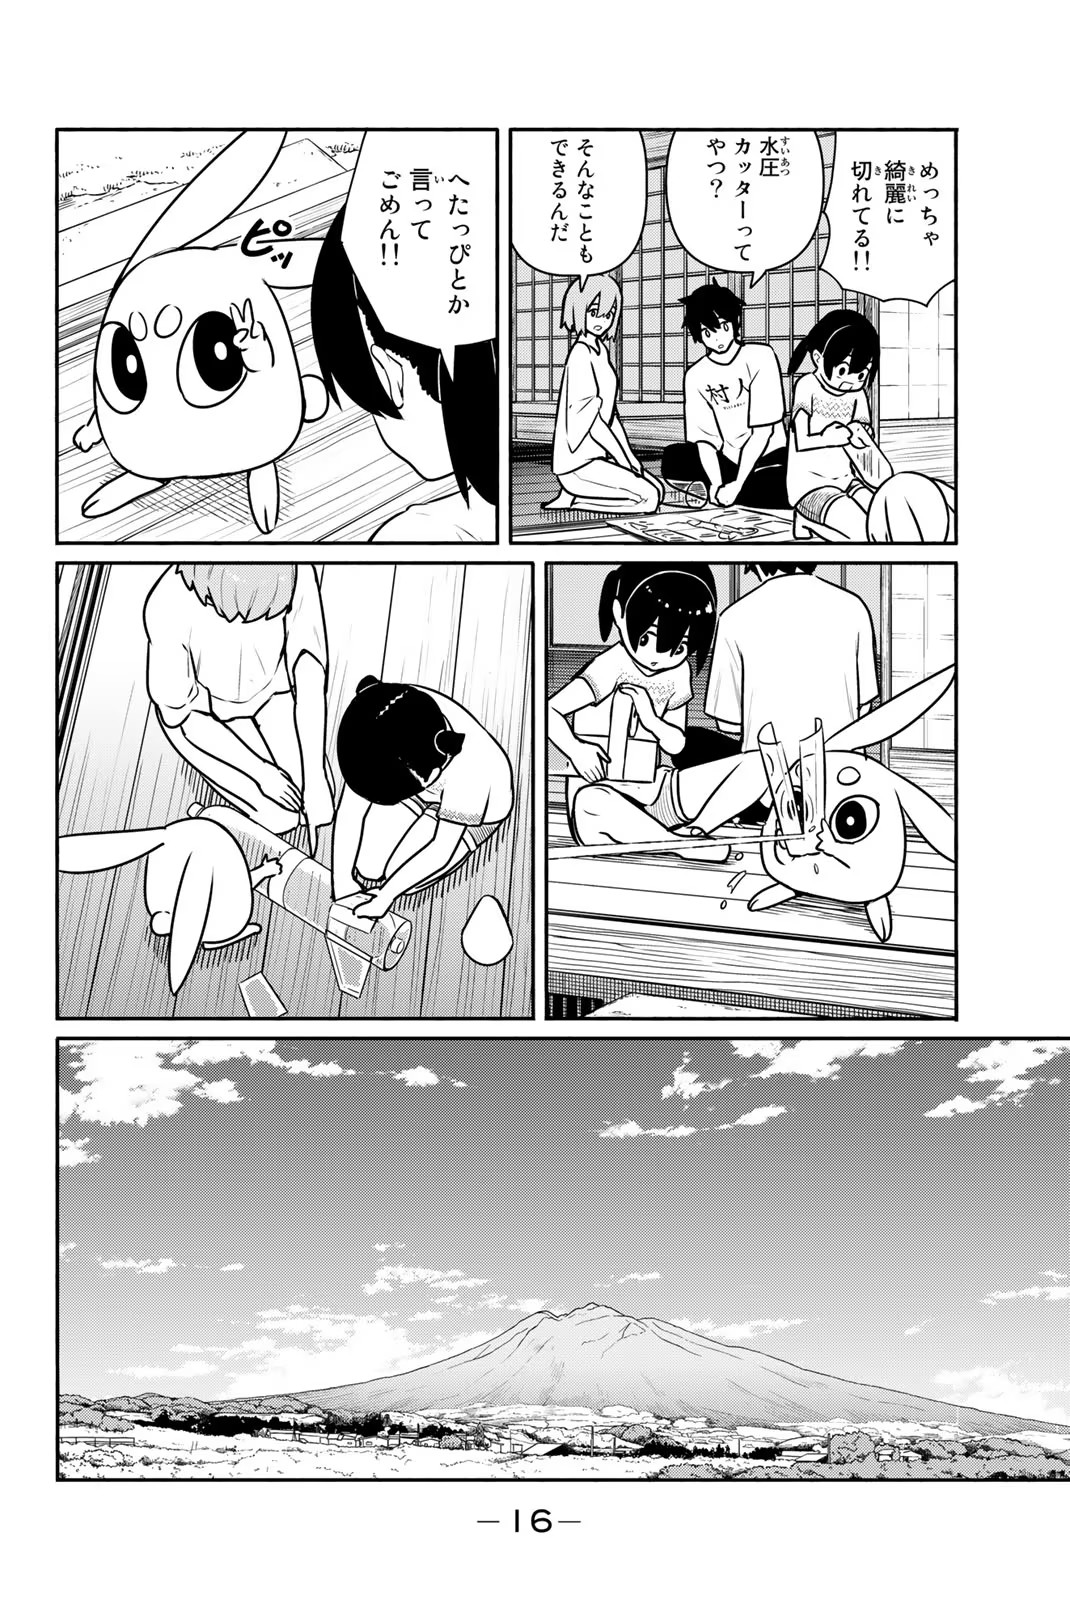 めっちゃ
綺麗に
切れてる!!
水圧
カッターって
やつ?
そんなことも
できるんだ
村人
へたっぴとか
言って
ごめん!!
ピッ
—16—